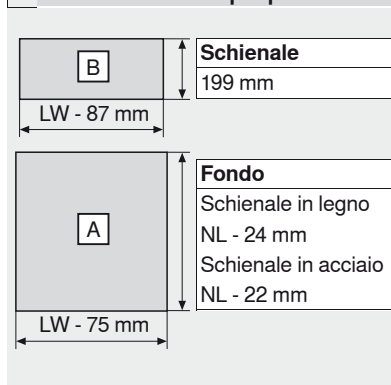 B
Schienale
199 mm
LW - 87 mm
A
Fondo
Schienale in legno
NL - 24 mm
Schienale in acciaio
NL - 22 mm
LW - 75 mm